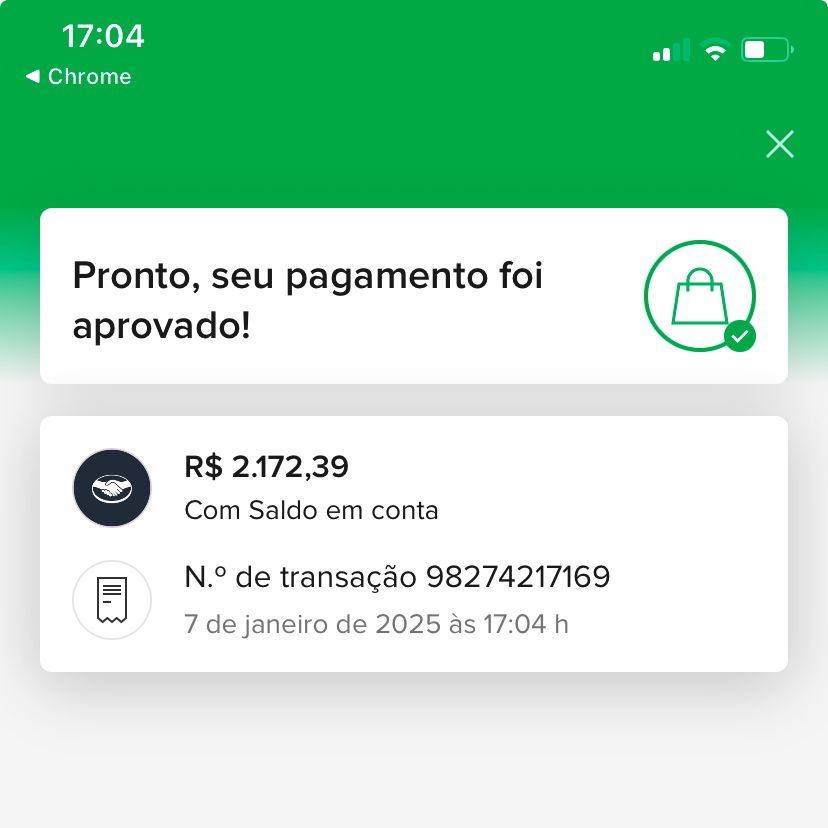 17:04
◀ Chrome
Pronto, seu pagamento foi
aprovado!
R$ 2.172,39
Com Saldo em conta
N.º de transação 98274217169
7 de janeiro de 2025 às 17:04 h